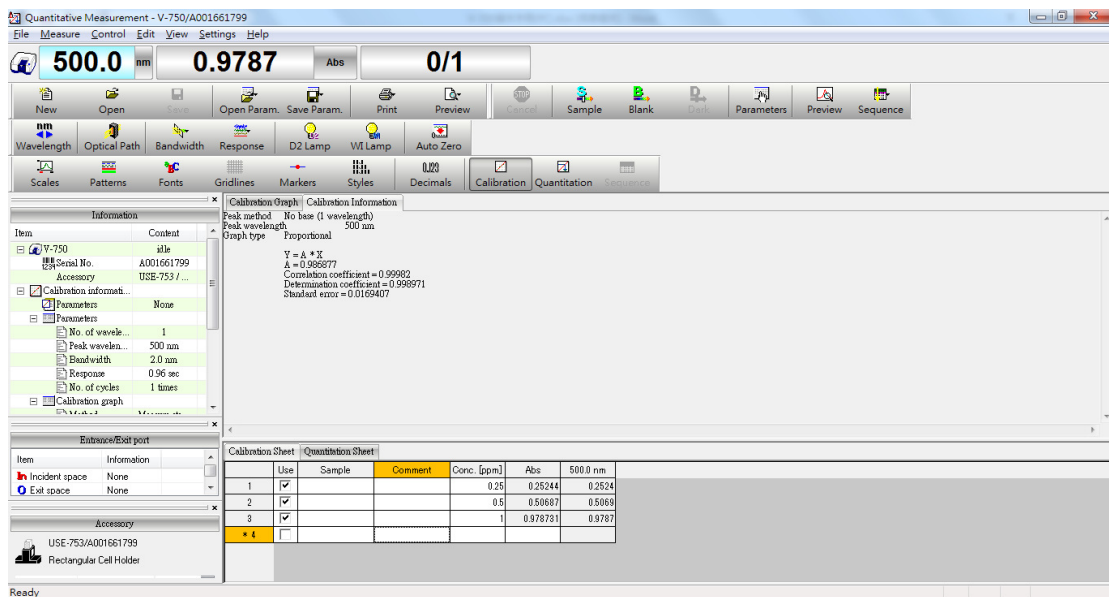 Quantitative Measurement - V-750/A001661799
File Measure Control Edit View Settings Help
500.0 nm 0.9787 Abs 0/1
New Open Save Open Param. Save Param. Print Preview Cancel Sample Blank Dark Parameters Preview Sequence
Wavelength Optical Path Bandwidth Response D2 Lamp WI Lamp Auto Zero
Scales Patterns Fonts Gridlines Markers Styles Decimals Calibration Quantitation Sequence
Information
Item Content
V-750 idle
Serial No. A001661799
Accessory USE-753 / ...
Calibration informati...
Parameters None
Parameters
No. of wavele... 1
Peak wavelen... 500 nm
Bandwidth 2.0 nm
Response 0.96 sec
No. of cycles 1 times
Calibration graph
Entrance/Exit port
Item Information
Incident space None
Exit space None
Accessory
USE-753/A001661799
Rectangular Cell Holder
Calibration Graph Calibration Information
Peak method No base (1 wavelength)
Peak wavelength 500 nm
Graph type Proportional
Y = A * X
A = 0.986877
Correlation coefficient = 0.99982
Determination coefficient = 0.998971
Standard error = 0.0169407
Calibration Sheet Quantitation Sheet
Use Sample Comment Conc. [ppm] Abs 500.0 nm
1 0.25 0.25244 0.2524
2 0.5 0.50687 0.5069
3 1 0.978731 0.9787
* 4
Ready